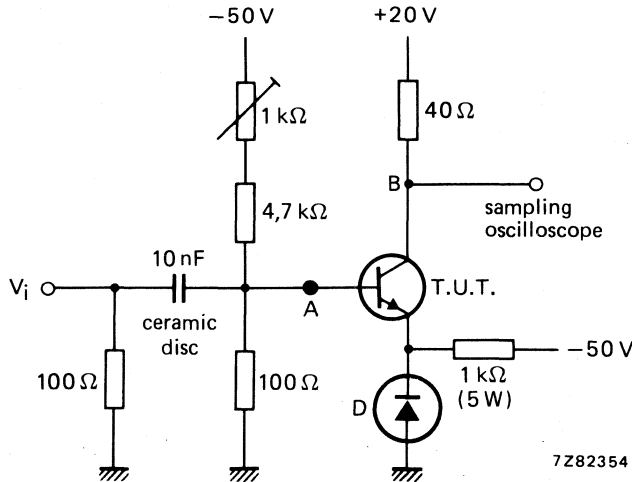 −50 V
+20 V
1 kΩ
40 Ω
B
sampling
oscilloscope
4,7 kΩ
10 nF
Vi
A
T.U.T.
ceramic
disc
−50 V
1 kΩ
(5 W)
100 Ω
100 Ω
D
7Z82354